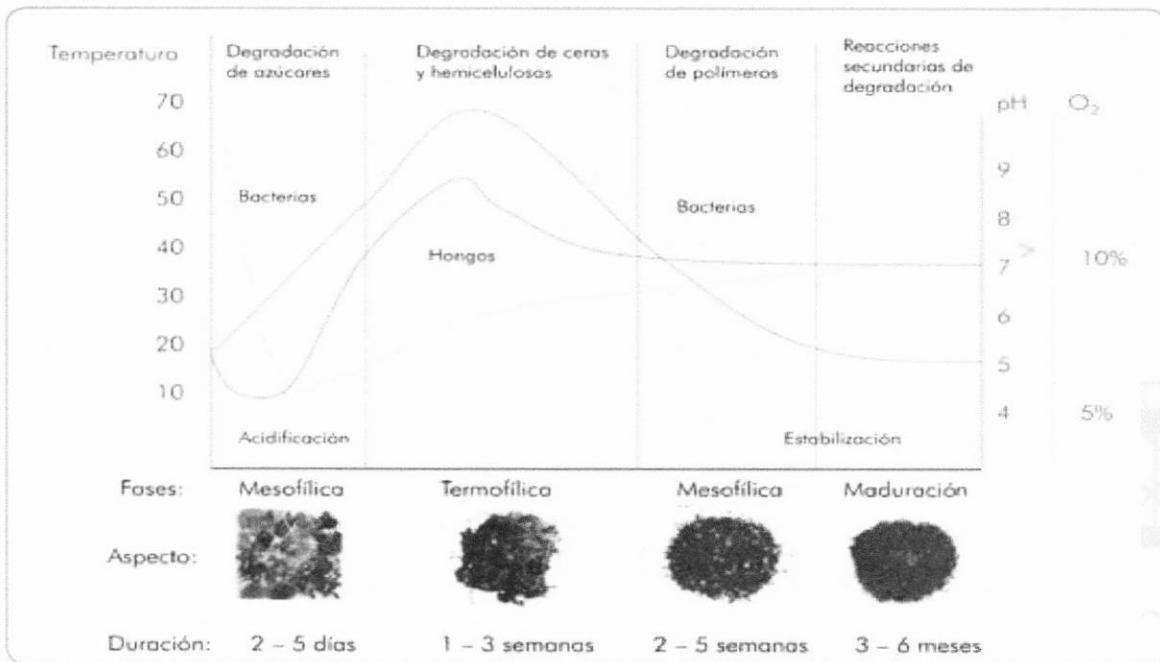 Temperatura
Degradación
de azúcares
Degradación de ceras
y hemicelulosas
Degradación
de polímeros
Reacciones
secundarias de
degradación
pH
O₂
70
60
50
40
30
20
10
9
8
7
6
5
4
10%
5%
Bacterias
Hongos
Bacterias
Acidificación
Estabilización
Fases: Mesofílica Termofílica Mesofílica Maduración
Aspecto:
Duración: 2 – 5 días 1 – 3 semanas 2 – 5 semanas 3 – 6 meses